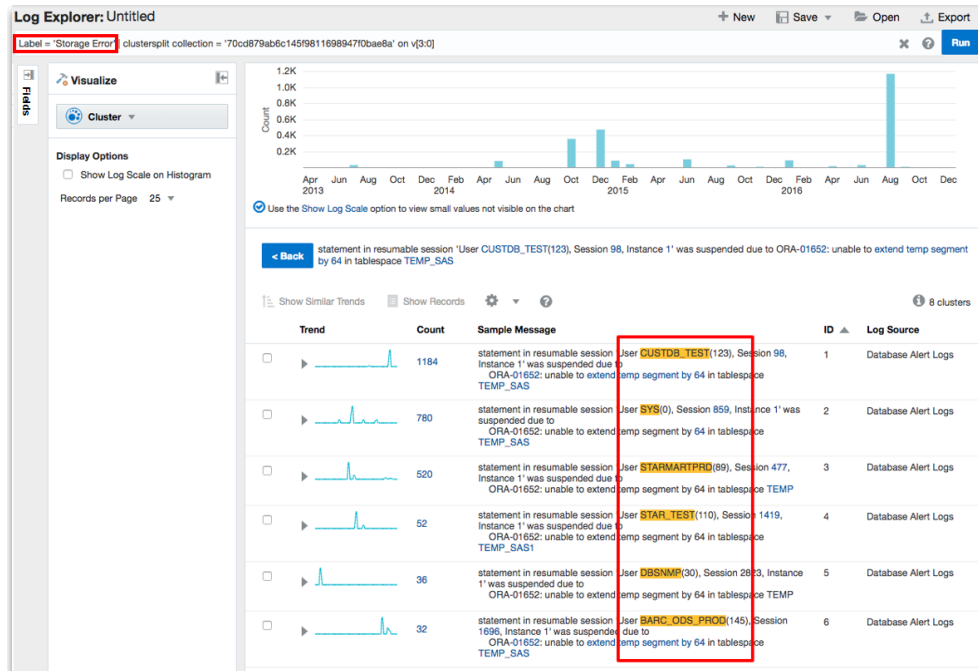 Log Explorer: Untitled
New Save Open Export
Label = 'Storage Error' | clustersplit collection = '70cd879ab6c145f9811698947f0bae8a' on v[3:0]
Run
Fields
Visualize
Cluster
Display Options
Show Log Scale on Histogram
Records per Page 25
Count
1.2K
1.0K
0.8K
0.6K
0.4K
0.2K
Apr Jun Aug Oct Dec Feb Apr Jun Aug Oct Dec Feb Apr Jun Aug Oct Dec Feb Apr Jun Aug Oct Dec
2013 2014 2015 2016
Use the Show Log Scale option to view small values not visible on the chart
< Back
statement in resumable session 'User CUSTDB_TEST(123), Session 98, Instance 1' was suspended due to ORA-01652: unable to extend temp segment
by 64 in tablespace TEMP_SAS
Show Similar Trends Show Records 8 clusters
Trend Count Sample Message ID Log Source
1184 statement in resumable session 'User CUSTDB_TEST(123), Session 98, 1 Database Alert Logs
Instance 1' was suspended due to
ORA-01652: unable to extend temp segment by 64 in tablespace
TEMP_SAS
780 statement in resumable session 'User SYS(0), Session 859, Instance 1' was 2 Database Alert Logs
suspended due to
ORA-01652: unable to extend temp segment by 64 in tablespace
TEMP_SAS
520 statement in resumable session 'User STARMARTPRD(89), Session 477, 3 Database Alert Logs
Instance 1' was suspended due to
ORA-01652: unable to extend temp segment by 64 in tablespace TEMP
52 statement in resumable session 'User STAR_TEST(110), Session 1419, 4 Database Alert Logs
Instance 1' was suspended due to
ORA-01652: unable to extend temp segment by 64 in tablespace
TEMP_SAS1
36 statement in resumable session 'User DBSNMP(30), Session 2823, Instance 5 Database Alert Logs
1' was suspended due to
ORA-01652: unable to extend temp segment by 64 in tablespace TEMP
32 statement in resumable session 'User BARC_ODS_PROD(145), Session 6 Database Alert Logs
1696, Instance 1' was suspended due to
ORA-01652: unable to extend temp segment by 64 in tablespace
TEMP_SAS